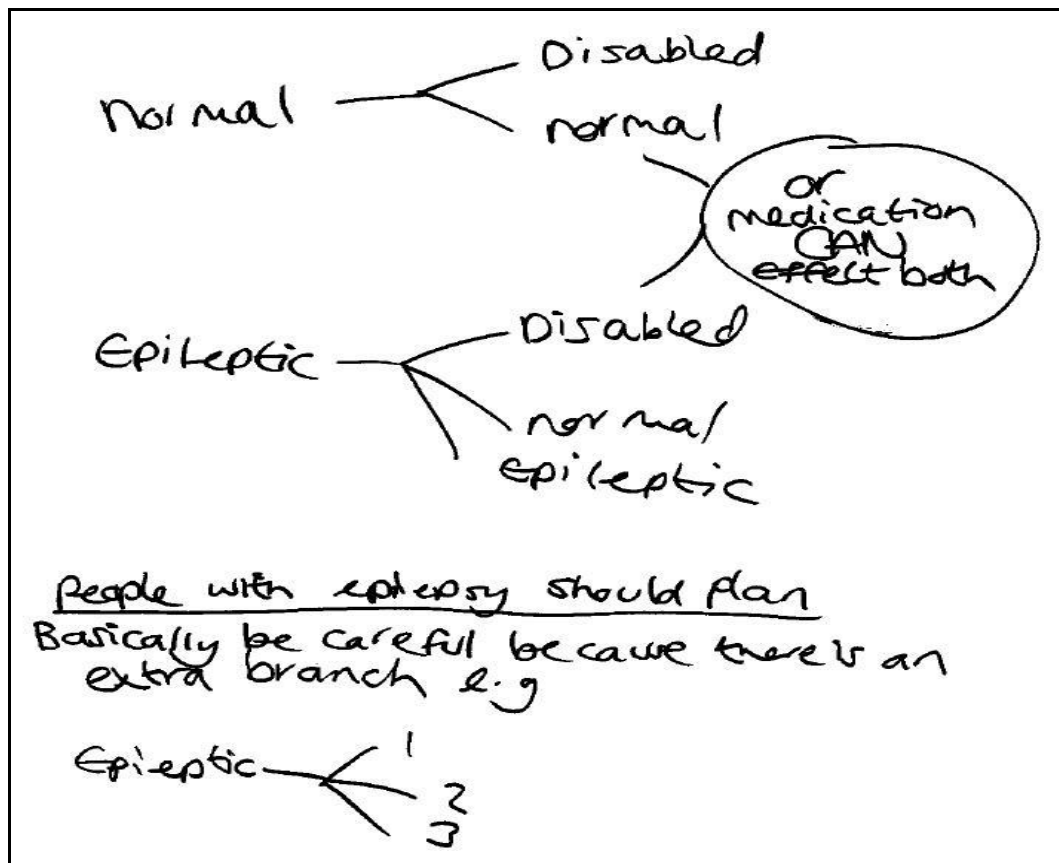 Disabled
normal
normal
or
medication
CAN
effect both
Disabled
Epileptic
normal
Epileptic
People with eplepsy should plan
Basically be careful because there is an
extra branch e.g
Epileptic
1
2
3